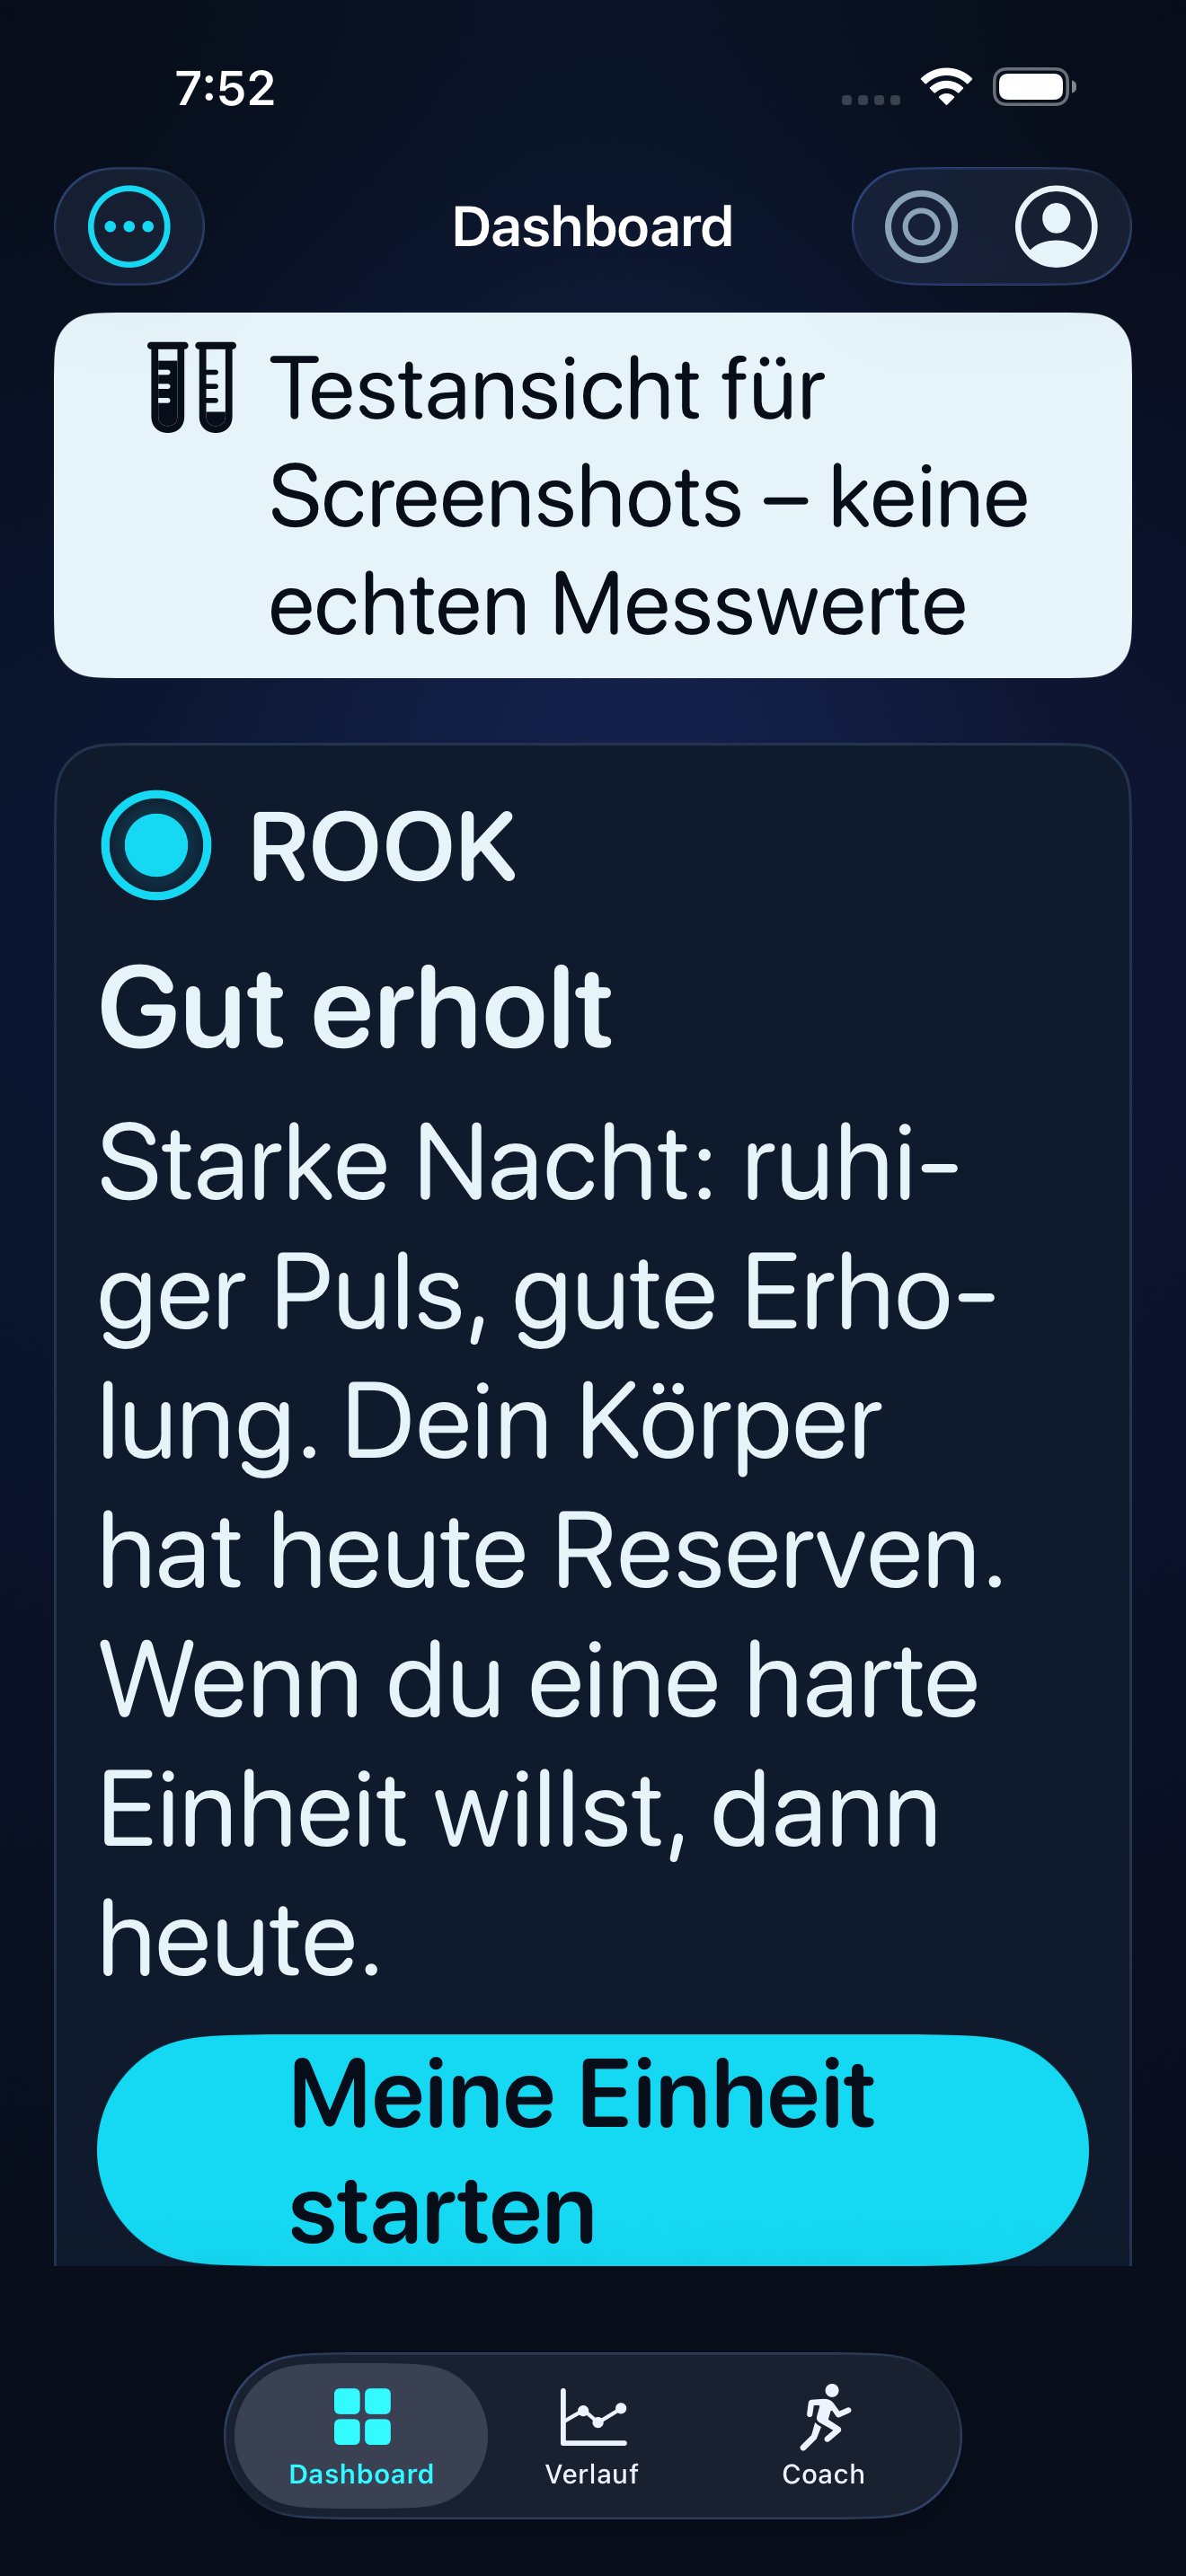 7:52
Dashboard
Testansicht für
Screenshots – keine
echten Messwerte
ROOK
Gut erholt
Starke Nacht: ruhi-
ger Puls, gute Erho-
lung. Dein Körper
hat heute Reserven.
Wenn du eine harte
Einheit willst, dann
heute.
Meine Einheit
starten
Dashboard
Verlauf
Coach